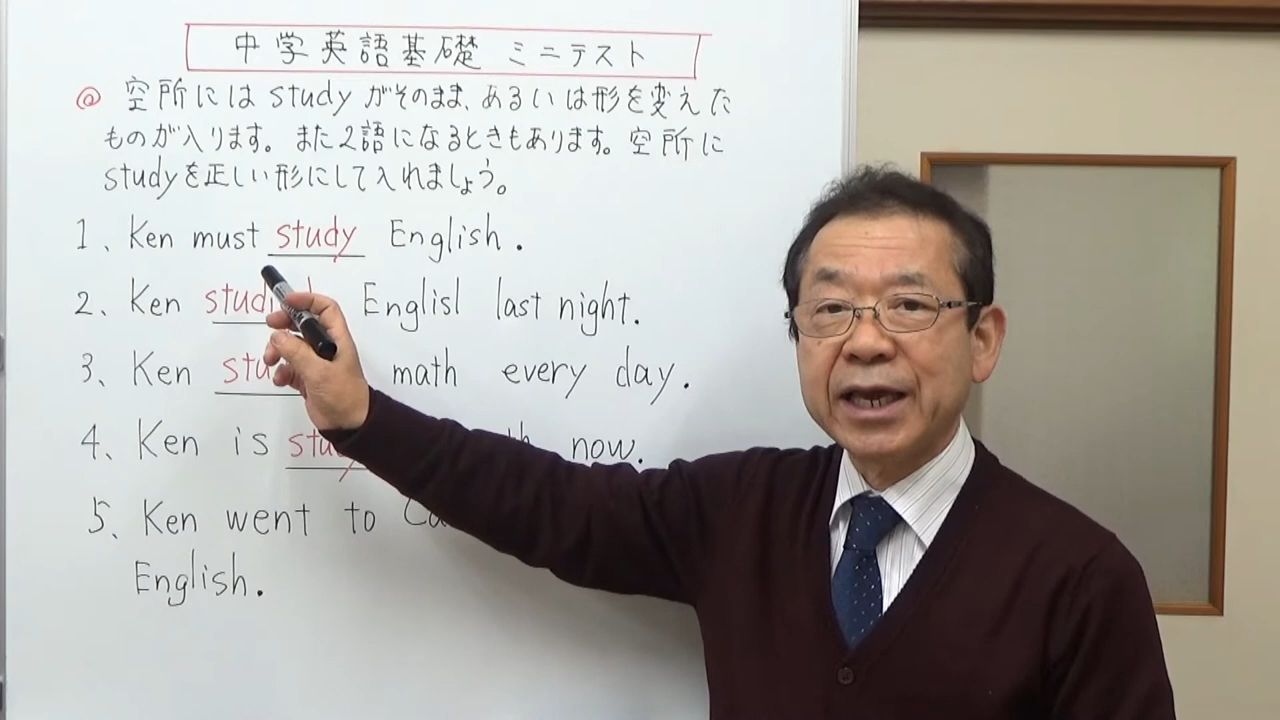 中学英語基礎 ミニテスト
@ 空所には study がそのまま、あるいは形を変えた
ものが入ります。また2語になるときもあります。空所に
studyを正しい形にして入れましょう。
1、Ken must study English.
2、Ken Englisl last night.
3、Ken math every day.
4、Ken is now.
5、Ken went to
English.